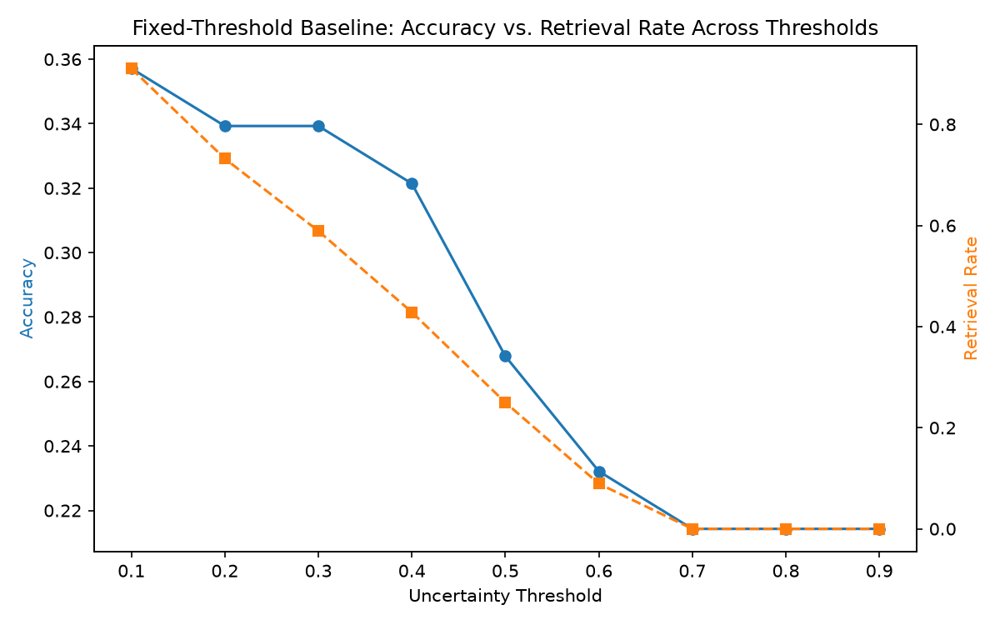 Fixed-Threshold Baseline: Accuracy vs. Retrieval Rate Across Thresholds
0.36
0.34
0.32
0.30
0.28
0.26
0.24
0.22
Accuracy
0.8
0.6
0.4
0.2
0.0
Retrieval Rate
0.1 0.2 0.3 0.4 0.5 0.6 0.7 0.8 0.9
Uncertainty Threshold